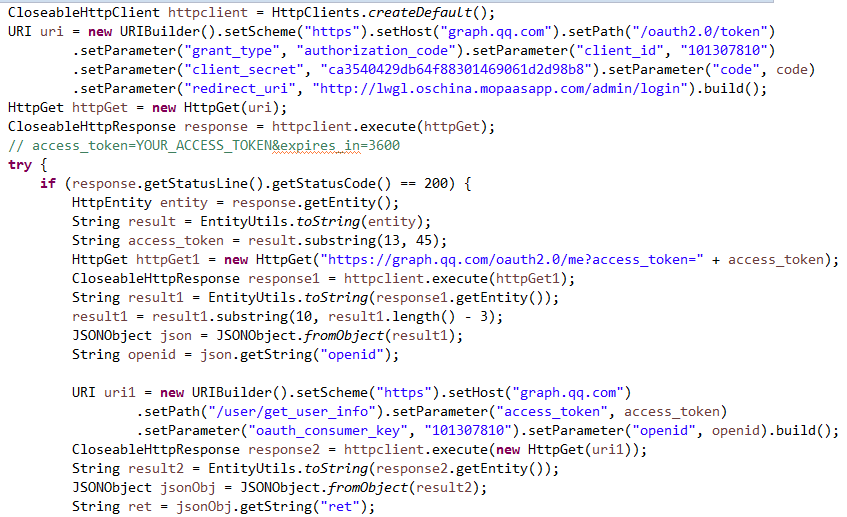 CloseableHttpClient httpclient = HttpClients.createDefault();
URI uri = new URIBuilder().setScheme("https").setHost("graph.qq.com").setPath("/oauth2.0/token")
.setParameter("grant_type", "authorization_code").setParameter("client_id", "101307810")
.setParameter("client_secret", "ca3540429db64f88301469061d2d98b8").setParameter("code", code)
.setParameter("redirect_uri", "http://lwgl.oschina.mopaasapp.com/admin/login").build();
HttpGet httpGet = new HttpGet(uri);
CloseableHttpResponse response = httpclient.execute(httpGet);
// access_token=YOUR_ACCESS_TOKEN&expires_in=3600
try {
if (response.getStatusLine().getStatusCode() == 200) {
HttpEntity entity = response.getEntity();
String result = EntityUtils.toString(entity);
String access_token = result.substring(13, 45);
HttpGet httpGet1 = new HttpGet("https://graph.qq.com/oauth2.0/me?access_token=" + access_token);
CloseableHttpResponse response1 = httpclient.execute(httpGet1);
String result1 = EntityUtils.toString(response1.getEntity());
result1 = result1.substring(10, result1.length() - 3);
JSONObject json = JSONObject.fromObject(result1);
String openid = json.getString("openid");
URI uri1 = new URIBuilder().setScheme("https").setHost("graph.qq.com")
.setPath("/user/get_user_info").setParameter("access_token", access_token)
.setParameter("oauth_consumer_key", "101307810").setParameter("openid", openid).build();
CloseableHttpResponse response2 = httpclient.execute(new HttpGet(uri1));
String result2 = EntityUtils.toString(response2.getEntity());
JSONObject jsonObj = JSONObject.fromObject(result2);
String ret = jsonObj.getString("ret");